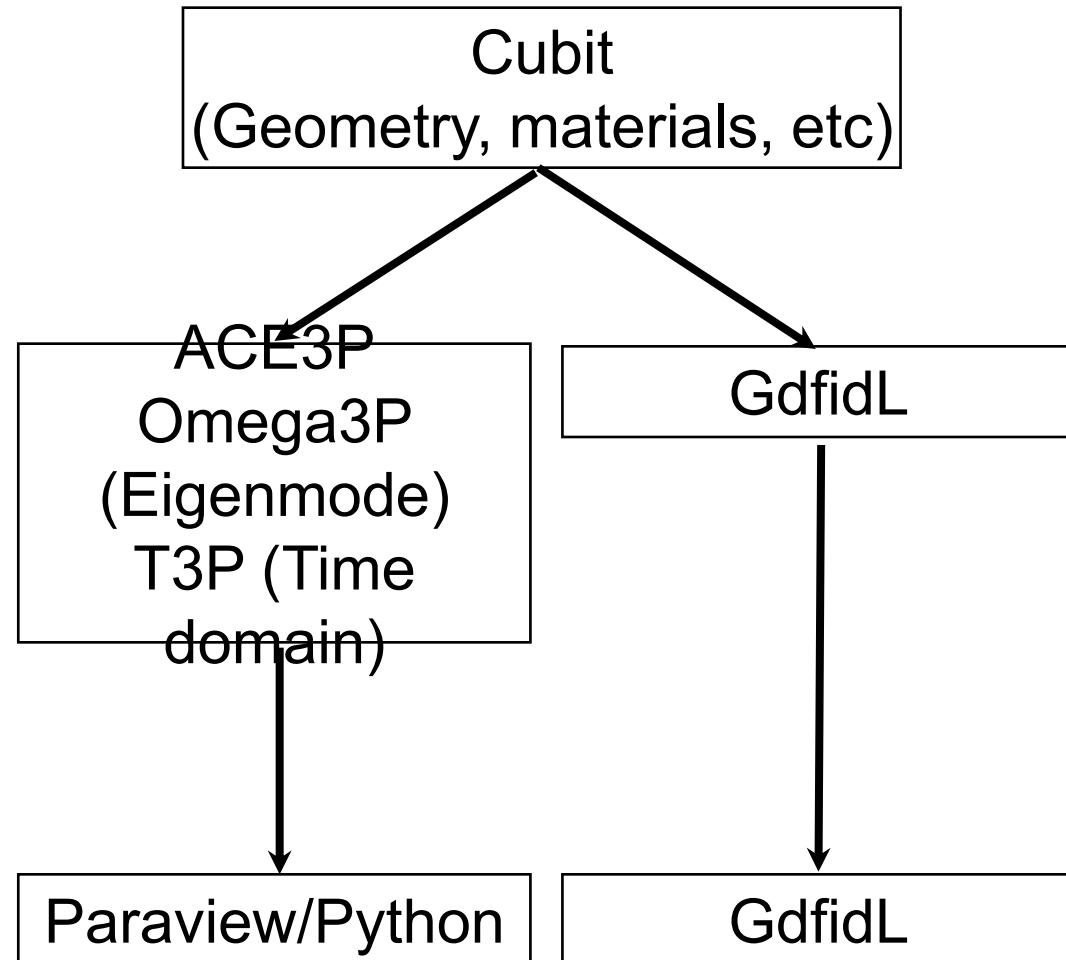 Cubit
(Geometry, materials, etc)
ACE3P
Omega3P
(Eigenmode)
T3P (Time
domain)
GdfidL
Paraview/Python
GdfidL